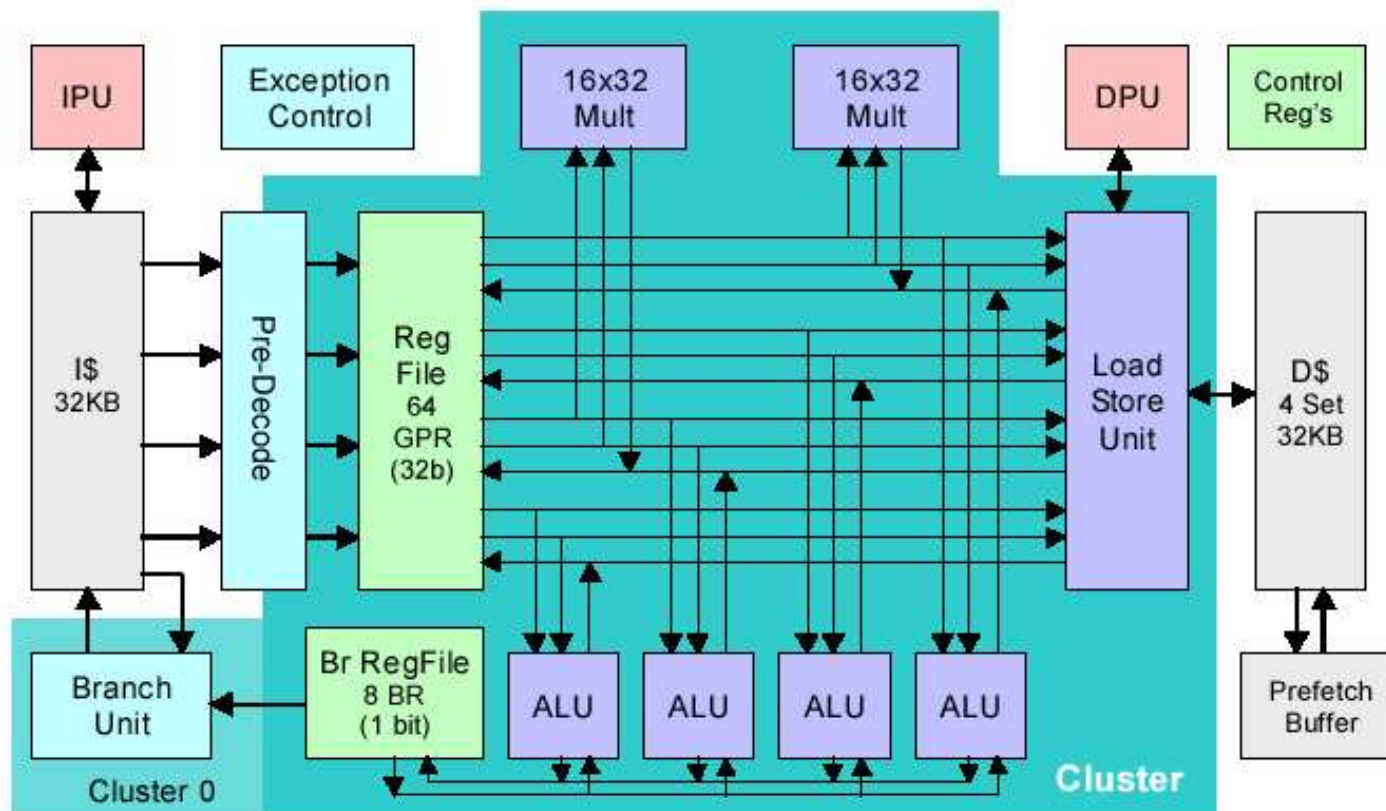 IPU
Exception
Control
16x32
Mult
16x32
Mult
DPU
Control
Reg's
I$
32KB
Pre-Decode
Reg
File
64
GPR
(32b)
Load
Store
Unit
D$
4 Set
32KB
Branch
Unit
Br RegFile
8 BR
(1 bit)
ALU
ALU
ALU
ALU
Prefetch
Buffer
Cluster 0
Cluster